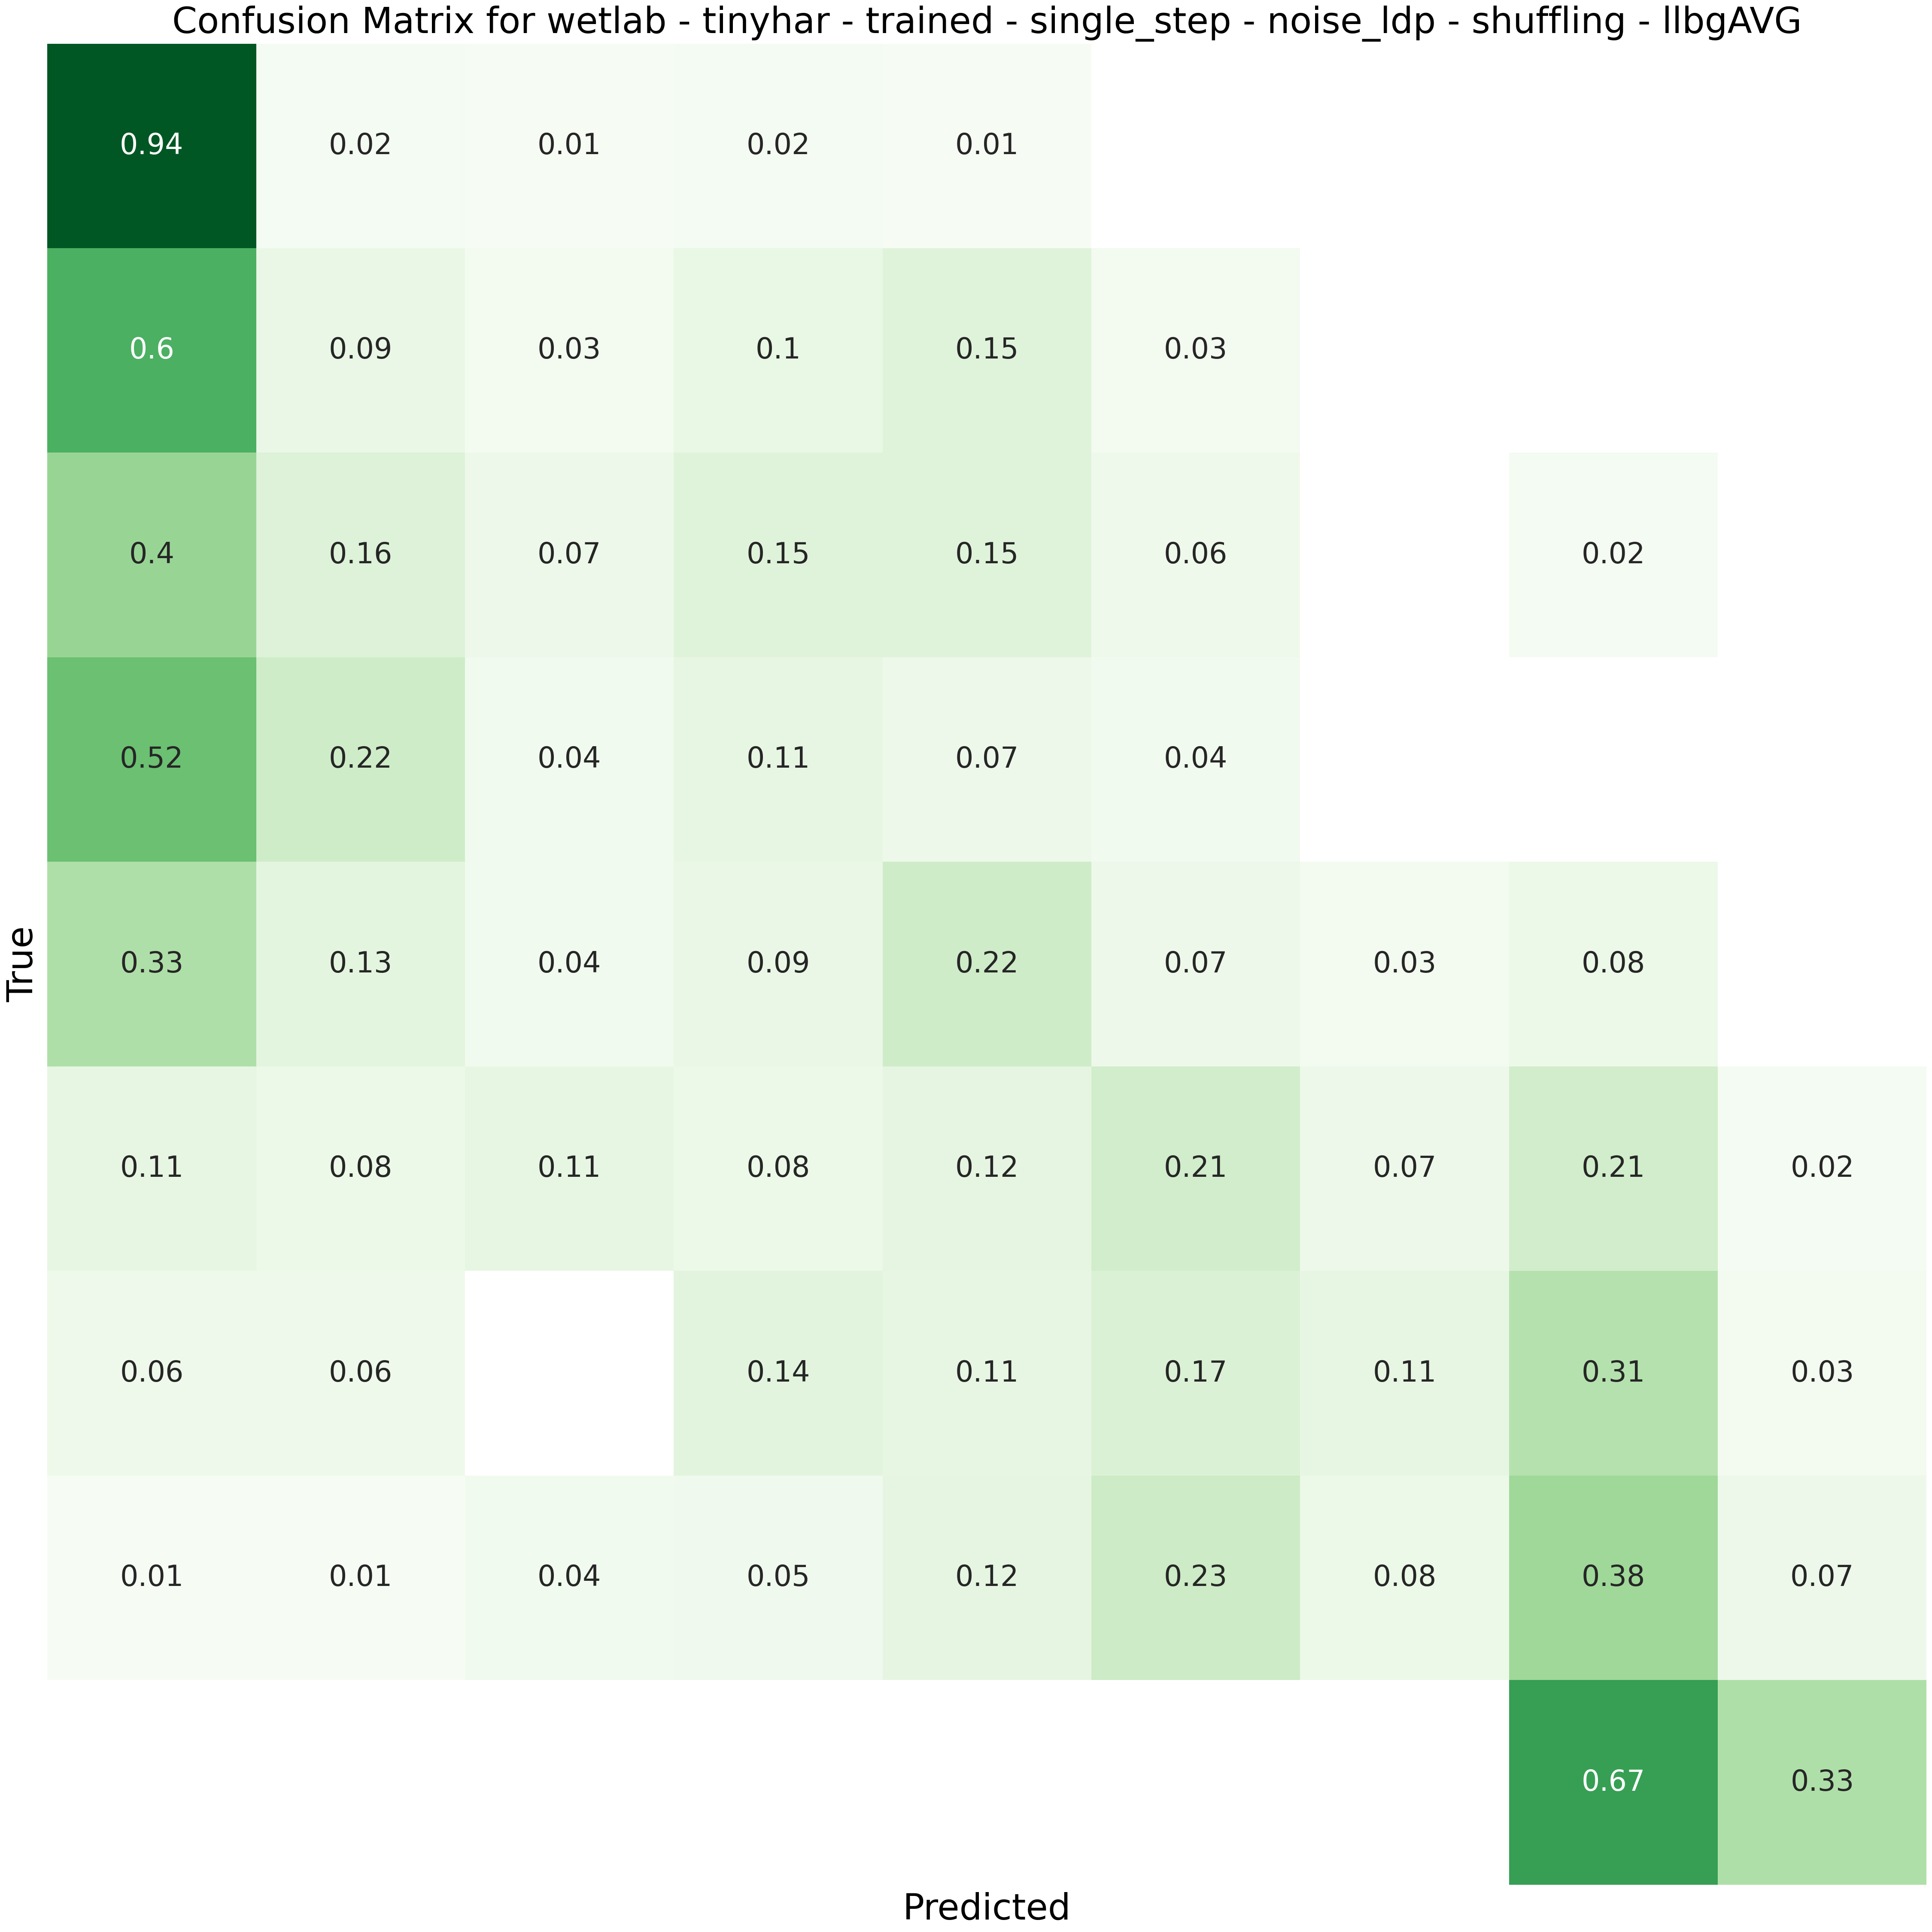 Confusion Matrix for wetlab - tinyhar - trained - single_step - noise_ldp - shuffling - llbgAVG
0.94 0.02 0.01 0.02 0.01
0.6 0.09 0.03 0.1 0.15 0.03
0.4 0.16 0.07 0.15 0.15 0.06 0.02
0.52 0.22 0.04 0.11 0.07 0.04
True
0.33 0.13 0.04 0.09 0.22 0.07 0.03 0.08
0.11 0.08 0.11 0.08 0.12 0.21 0.07 0.21 0.02
0.06 0.06 0.14 0.11 0.17 0.11 0.31 0.03
0.01 0.01 0.04 0.05 0.12 0.23 0.08 0.38 0.07
0.67 0.33
Predicted